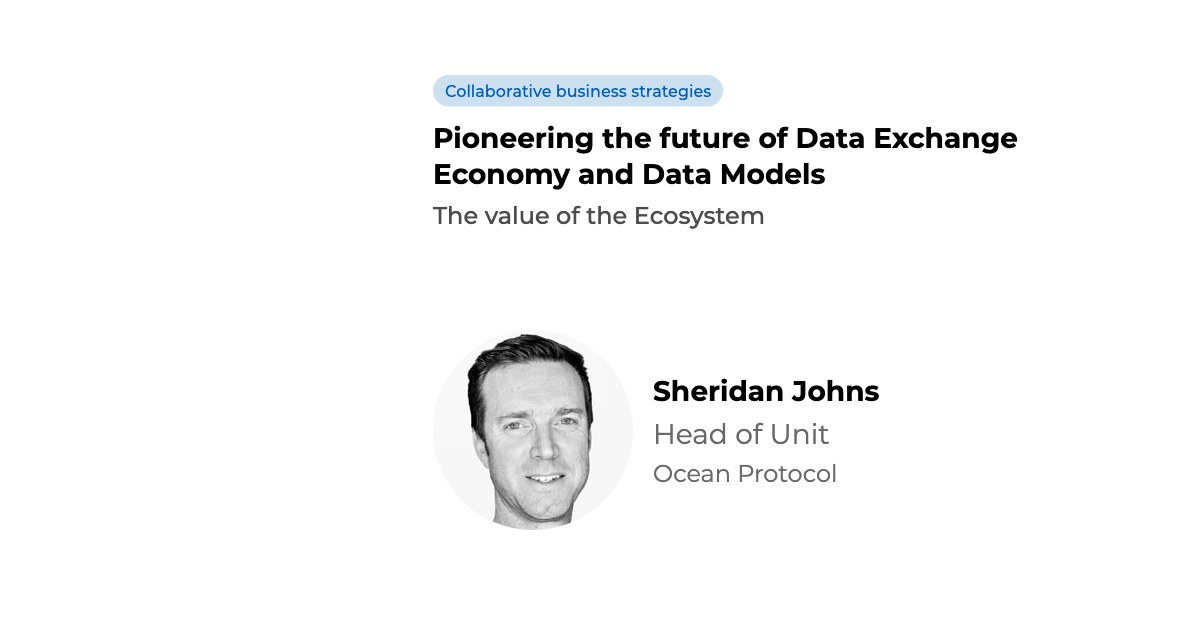 Collaborative business strategies
Pioneering the future of Data Exchange
Economy and Data Models
The value of the Ecosystem
Sheridan Johns
Head of Unit
Ocean Protocol